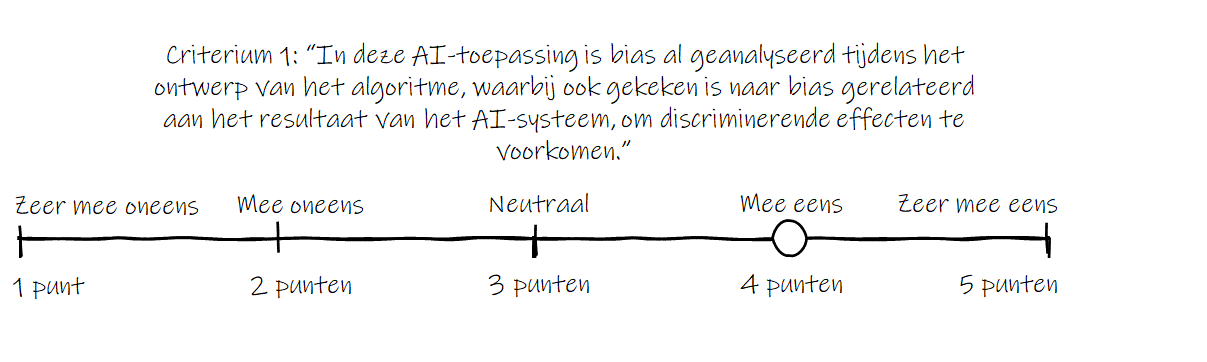 Criterium 1: “In deze AI-toepassing is bias al geanalyseerd tijdens het
ontwerp van het algoritme, waarbij ook gekeken is naar bias gerelateerd
aan het resultaat van het AI-systeem, om discriminerende effecten te
voorkomen.”
Zeer mee oneens Mee oneens Neutraal Mee eens Zeer mee eens
1 punt 2 punten 3 punten 4 punten 5 punten